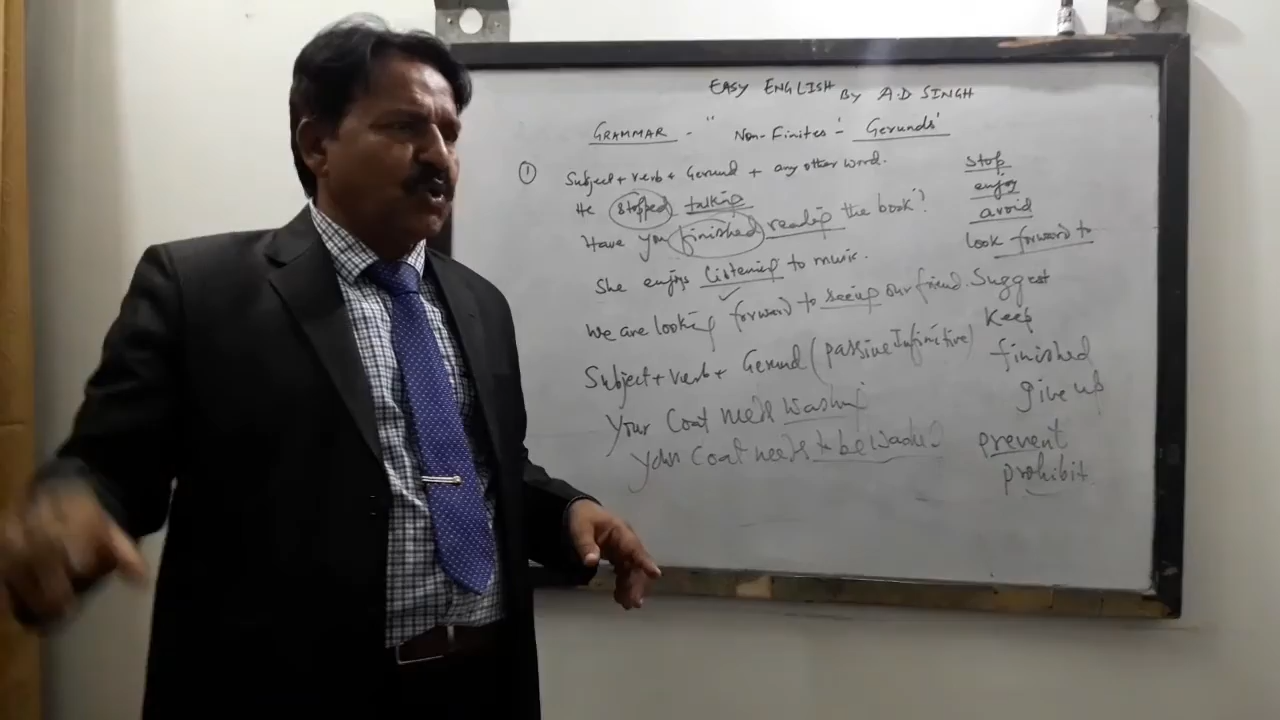 EASY ENGLISH BY A.D SINGH
GRAMMAR - " Non-Finites - Gerunds'
① Subject + verb + Gerund + any other word.
He stopped talking
Have you finished reading the book?
She enjoys Listening to music.
We are looking forward to seeing our friend.
Subject + verb + Gerund (passive Infinitive)
Your Coat needs washing
your Coat needs to be
stop
enjoy
avoid
look forward to
Suggest
Keep
finished
give up
prevent
prohibit